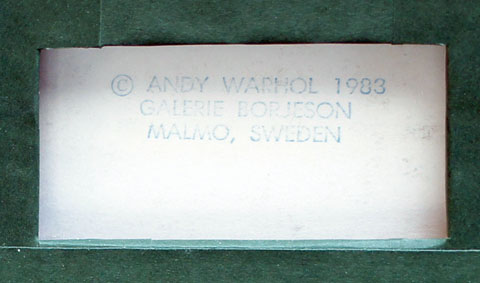 © ANDY WARHOL 1983
GALERIE BORJESON
MALMO, SWEDEN